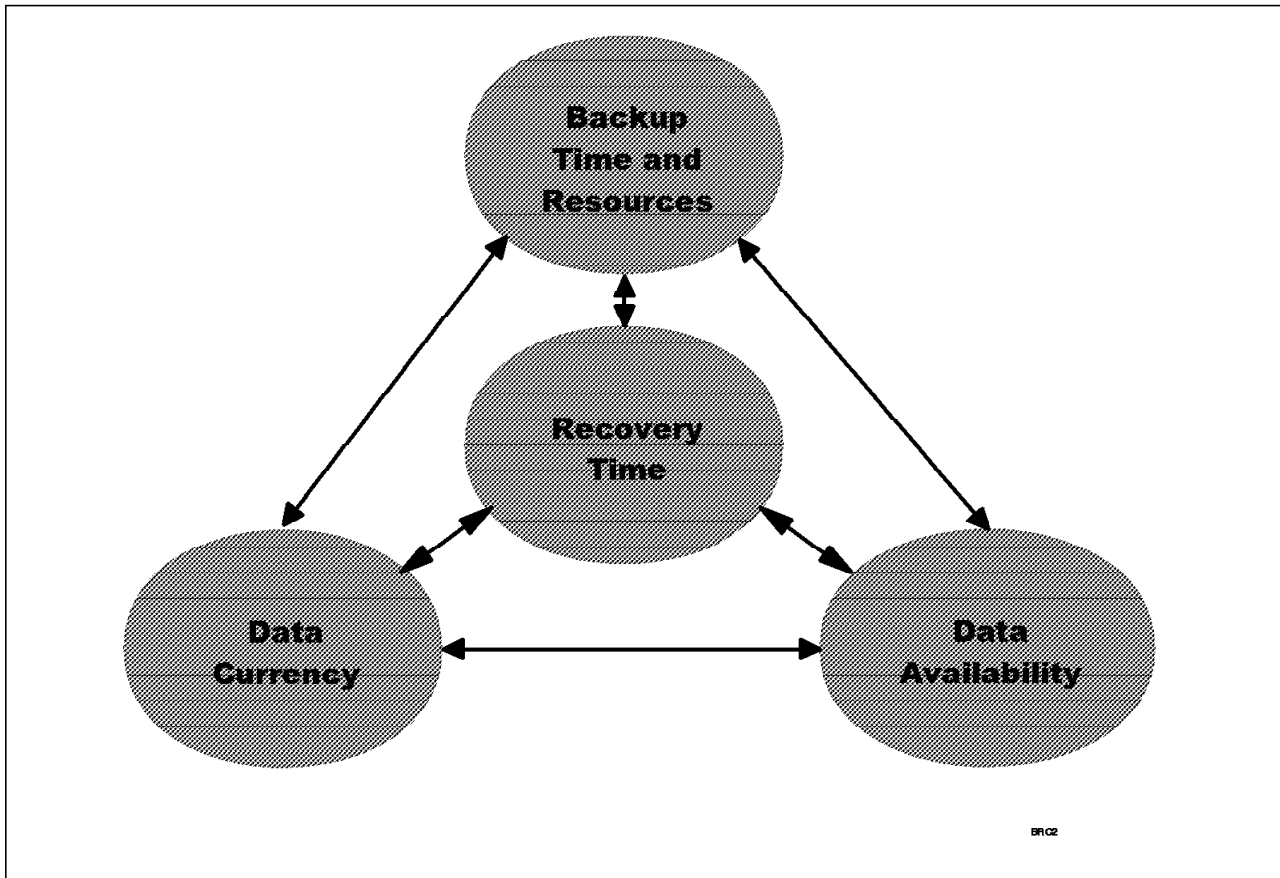 Backup
Time and
Resources
Recovery
Time
Data
Currency
Data
Availability
BRC2